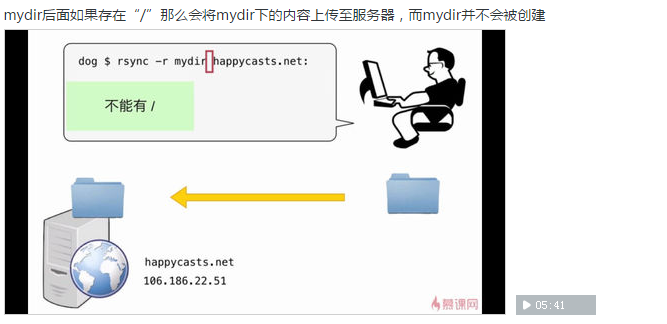 mydir后面如果存在“/”那么会将mydir下的内容上传至服务器，而mydir并不会被创建
dog $ rsync -r mydir happycasts.net:
不能有 /
happycasts.net
106.186.22.51
慕课网
05:41